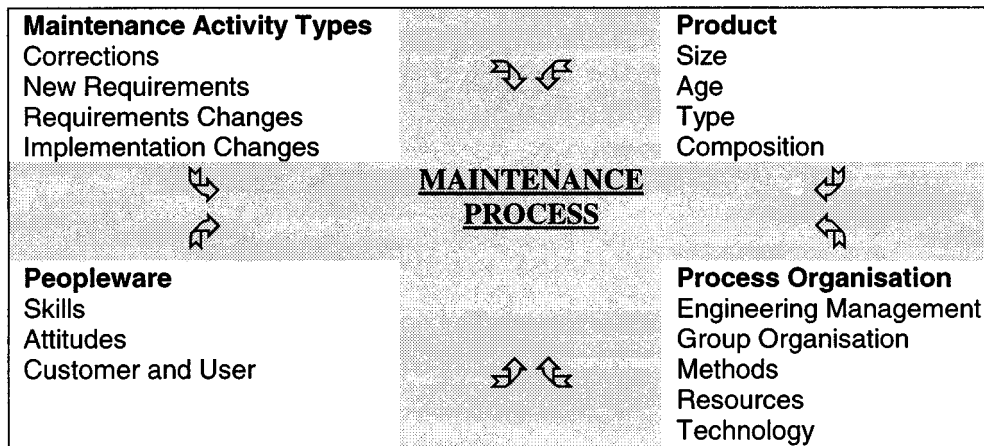 Maintenance Activity Types
Corrections
New Requirements
Requirements Changes
Implementation Changes
Product
Size
Age
Type
Composition
MAINTENANCE
PROCESS
Peopleware
Skills
Attitudes
Customer and User
Process Organisation
Engineering Management
Group Organisation
Methods
Resources
Technology